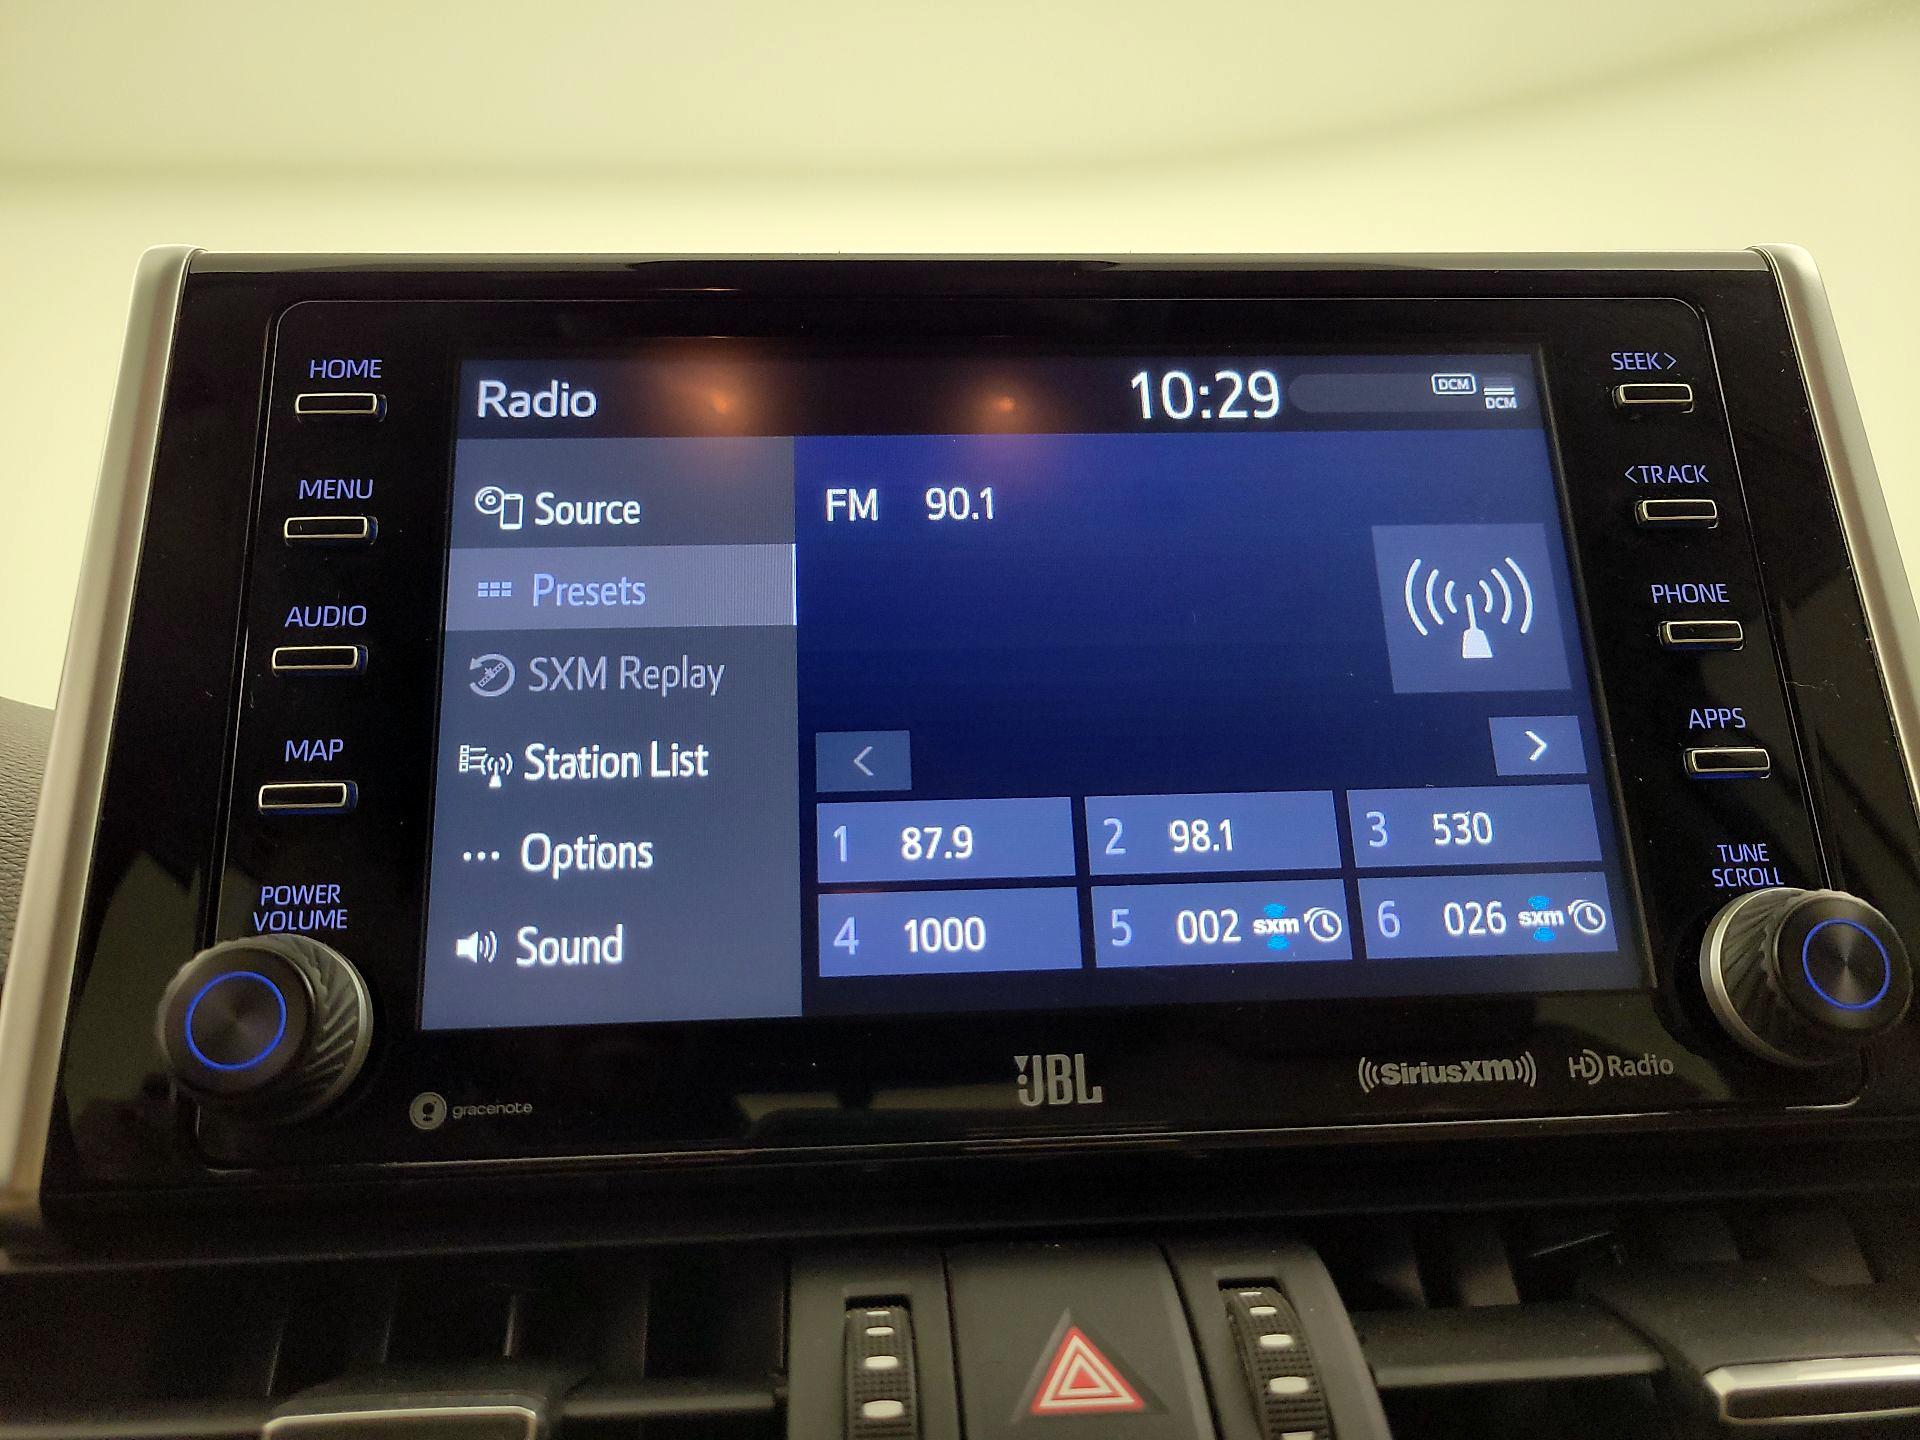 HOME
MENU
AUDIO
MAP
POWER
VOLUME
Radio
10:29
DCM
DCM
Source
Presets
SXM Replay
Station List
... Options
Sound
FM 90.1
<
>
1 87.9
2 98.1
3 530
4 1000
5 002 sxm
6 026 sxm
SEEK >
< TRACK
PHONE
APPS
TUNE
SCROLL
gracenote
JBL
((SiriusXM))
HD Radio